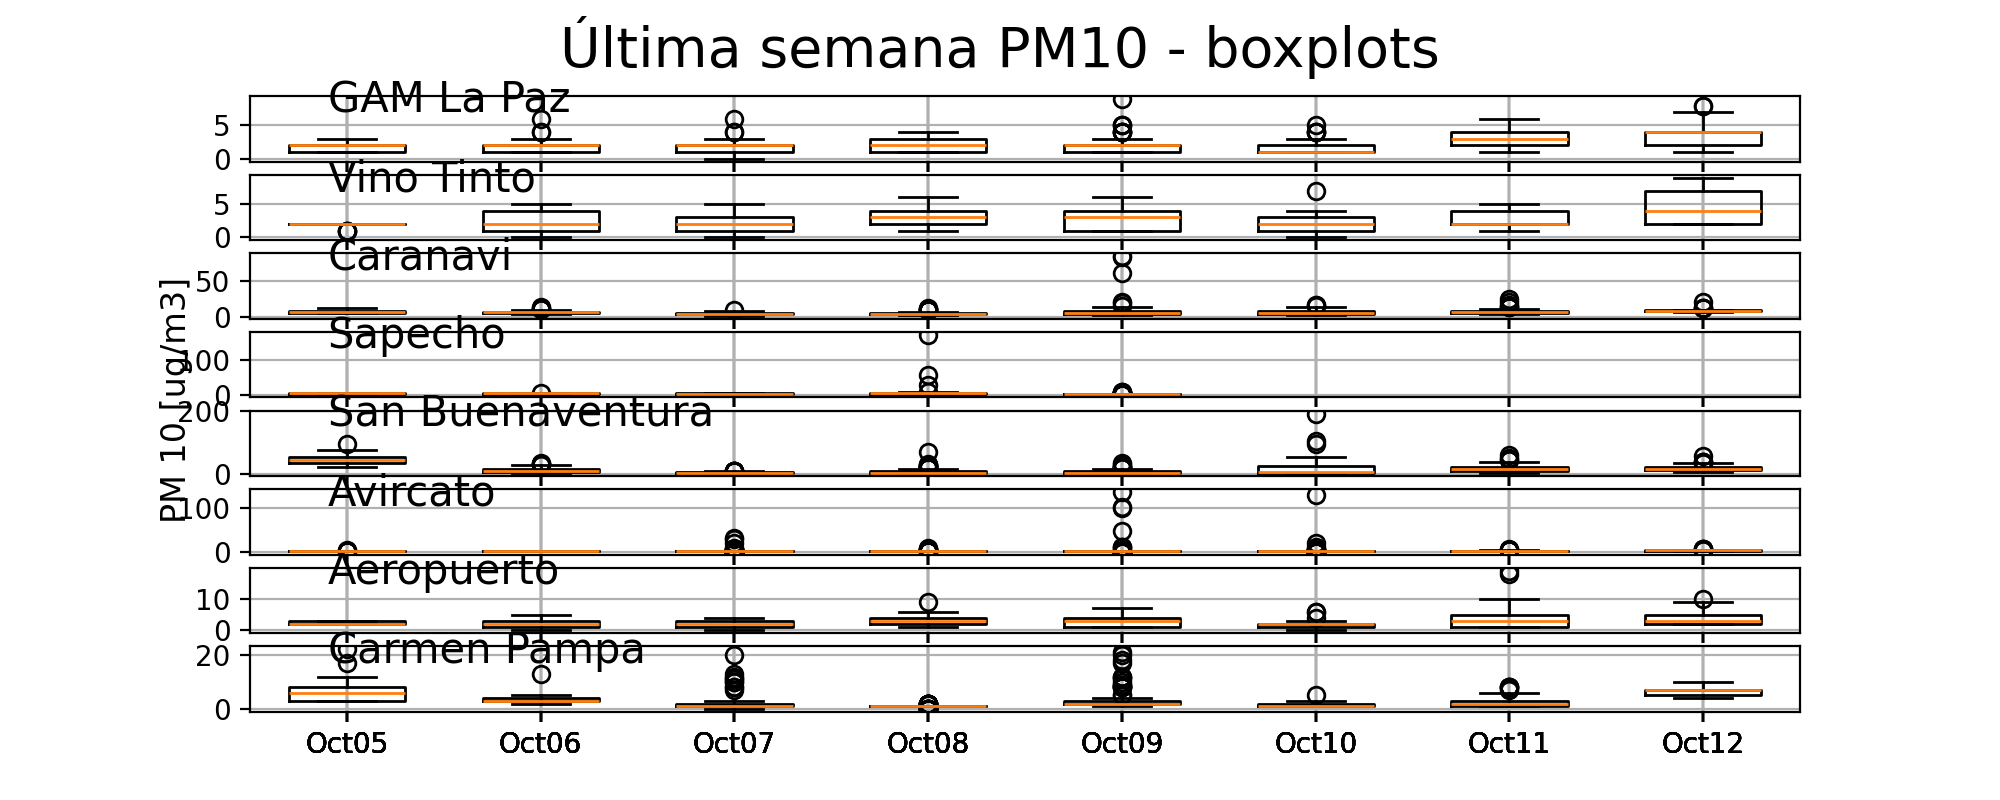 Última semana PM10 - boxplots
PM 10 [ug/m3]
GAM La Paz
5
0
Vino Tinto
5
0
Caranavi
50
0
Sapecho
100
0
San Buenaventura
200
0
Avircato
100
0
Aeropuerto
10
0
Carmen Pampa
20
0
Oct05 Oct06 Oct07 Oct08 Oct09 Oct10 Oct11 Oct12